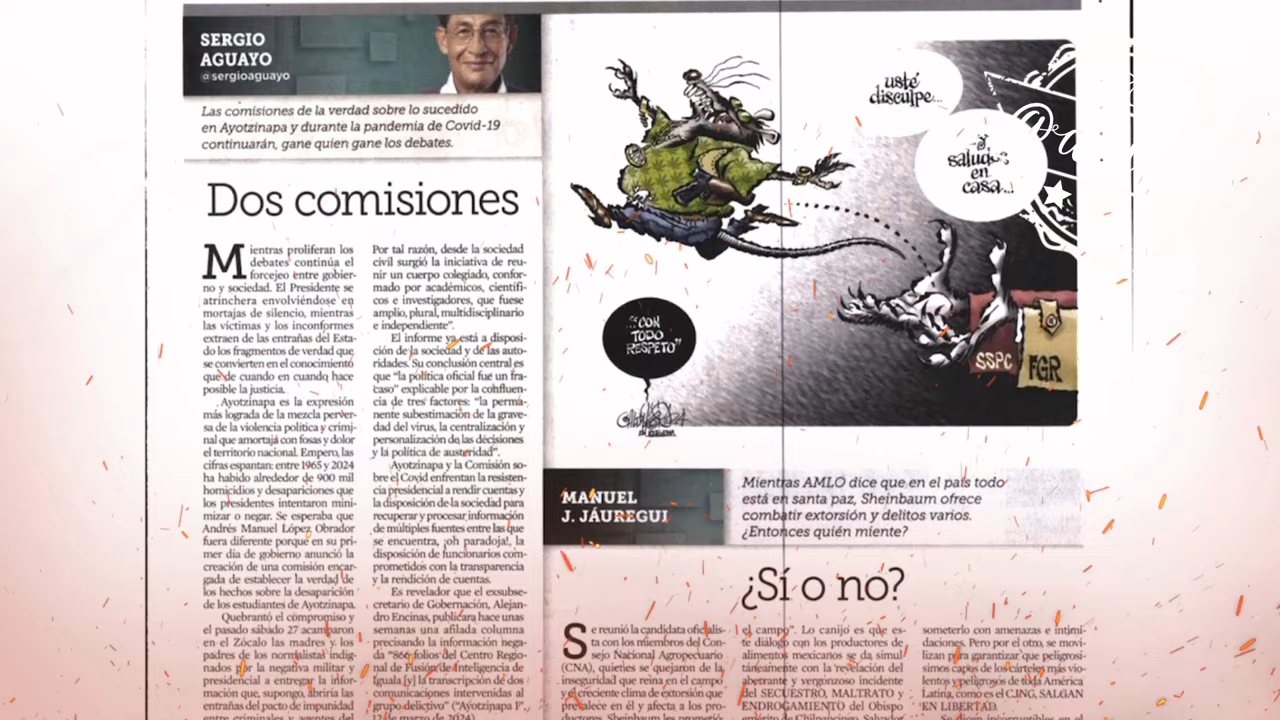 SERGIO
AGUAYO
@sergioaguayo
Las comisiones de la verdad sobre lo sucedido
en Ayotzinapa y durante la pandemia de Covid-19
continuarán, gane quien gane los debates.
Dos comisiones
Mientras proliferan los
debates continúa el
forcejeo entre gobier-
no y sociedad. El Presidente se
atrinchera envolviéndose en
mortajas de silencio, mientras
las víctimas y los inconformes
extraen de las entrañas del Esta-
do los fragmentos de verdad que
se convierten en el conocimiento
que de cuando en cuando hace
posible la justicia.
Ayotzinapa es la expresión
más lograda de la mezcla perver-
sa de la violencia política y crimi-
nal que amortaja con fosas y dolor
el territorio nacional. Empero, las
cifras espantan: entre 1965 y 2024
ha habido alrededor de 900 mil
homicidios y desapariciones que
los presidentes intentaron mini-
mizar o negar. Se esperaba que
Andrés Manuel López Obrador
fuera diferente porque en su pri-
mer día de gobierno anunció la
creación de una comisión encar-
gada de establecer la verdad de
los hechos sobre la desaparición
de los estudiantes de Ayotzinapa.
Quebrantó el compromiso y
el pasado sábado 27 acamparon
en el Zócalo las madres y los
padres de los normalistas indig-
nados por la negativa militar y
presidencial a entregar la infor-
mación que, supongo, abriría las
entrañas del pacto de impunidad
entre criminales y agentes del
Por tal razón, desde la sociedad
civil surgió la iniciativa de reu-
nir un cuerpo colegiado, confor-
mado por académicos, científi-
cos e investigadores, que fuese
amplio, plural, multidisciplinario
e independiente”.
El informe ya está a disposi-
ción de la sociedad y de las auto-
ridades. Su conclusión central es
que “la política oficial fue un fra-
caso” explicable por la confluen-
cia de tres factores: “la perma-
nente subestimación de la grave-
dad del virus, la centralización y
personalización de las decisiones
y la política de austeridad”.
Ayotzinapa y la Comisión so-
bre el Covid enfrentan la resisten-
cia presidencial a rendir cuentas y
la disposición de la sociedad para
recuperar y procesar información
de múltiples fuentes entre las que
se encuentra, ¡oh paradoja!, la
disposición de funcionarios com-
prometidos con la transparencia
y la rendición de cuentas.
Es revelador que el exsubse-
cretario de Gobernación, Alejan-
dro Encinas, publicara hace unas
semanas una afilada columna
precisando la información nega-
da “866 folios del Centro Regio-
nal de Fusión de Inteligencia de
Iguala [y] la transcripción de dos
comunicaciones intervenidas al
grupo delictivo” (“Ayotzinapa I”,
12 de marzo de 2024).
usté
disculpe...
saludos
en
casa..!
“CON
TODO
RESPETO”
SSPC
FGR
MANUEL
J. JÁUREGUI
Mientras AMLO dice que en el país todo
está en santa paz, Sheinbaum ofrece
combatir extorsión y delitos varios.
¿Entonces quién miente?
¿Sí o no?
Se reunió la candidata oficialis-
ta con los miembros del Con-
sejo Nacional Agropecuario
(CNA), quienes se quejaron de la
inseguridad que reina en el campo
y el creciente clima de extorsión que
prevalece en él y afecta a los pro-
ductores. Sheinbaum les prometió
el campo”. Lo canijo es que es-
te diálogo con los productores de
alimentos mexicanos se da simul
táneamente con la revelación del
aberrante y vergonzoso incidente
del SECUESTRO, MALTRATO y
ENDROGAMIENTO del Obispo
emérito de Chilpancingo, Salvador
someterlo con amenazas e intimi-
daciones. Pero por el otro, se movi-
lizan para garantizar que peligrosí-
simos capos de los cárteles más vio-
lentos y peligrosos de toda América
Latina, como es el CJNG, SALGAN
EN LIBERTAD.
Se dicen incorruptibles en el